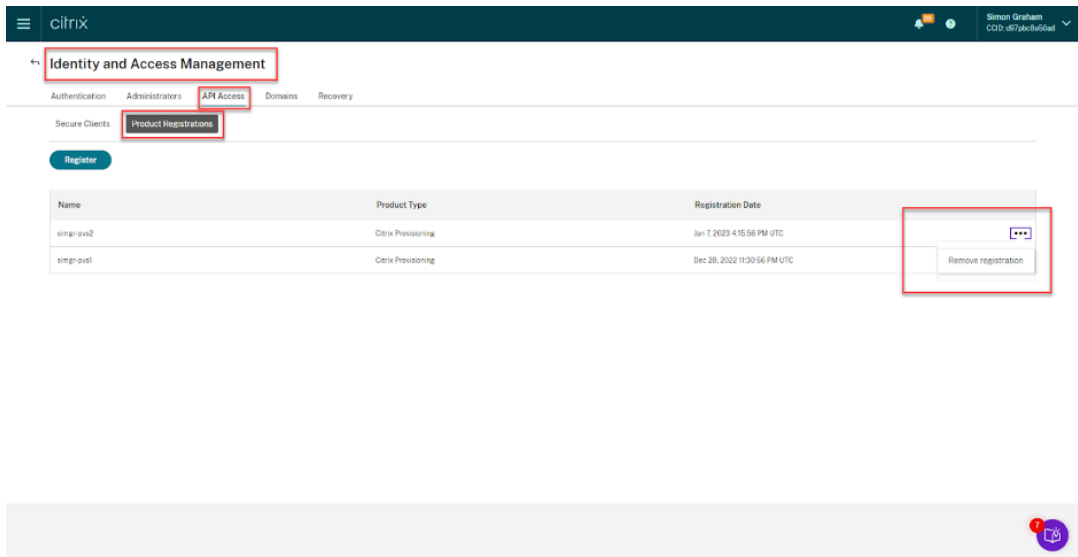 citrix
Simon Graham
CCID: d97pbc8a50ad
Identity and Access Management
Authentication Administrators API Access Domains Recovery
Secure Clients Product Registrations
Register
Name Product Type Registration Date
simgr-pvs2 Citrix Provisioning Jan 7, 2023 4:15:56 PM UTC
simgr-pvs1 Citrix Provisioning Dec 28, 2022 11:30:56 PM UTC
Remove registration
7